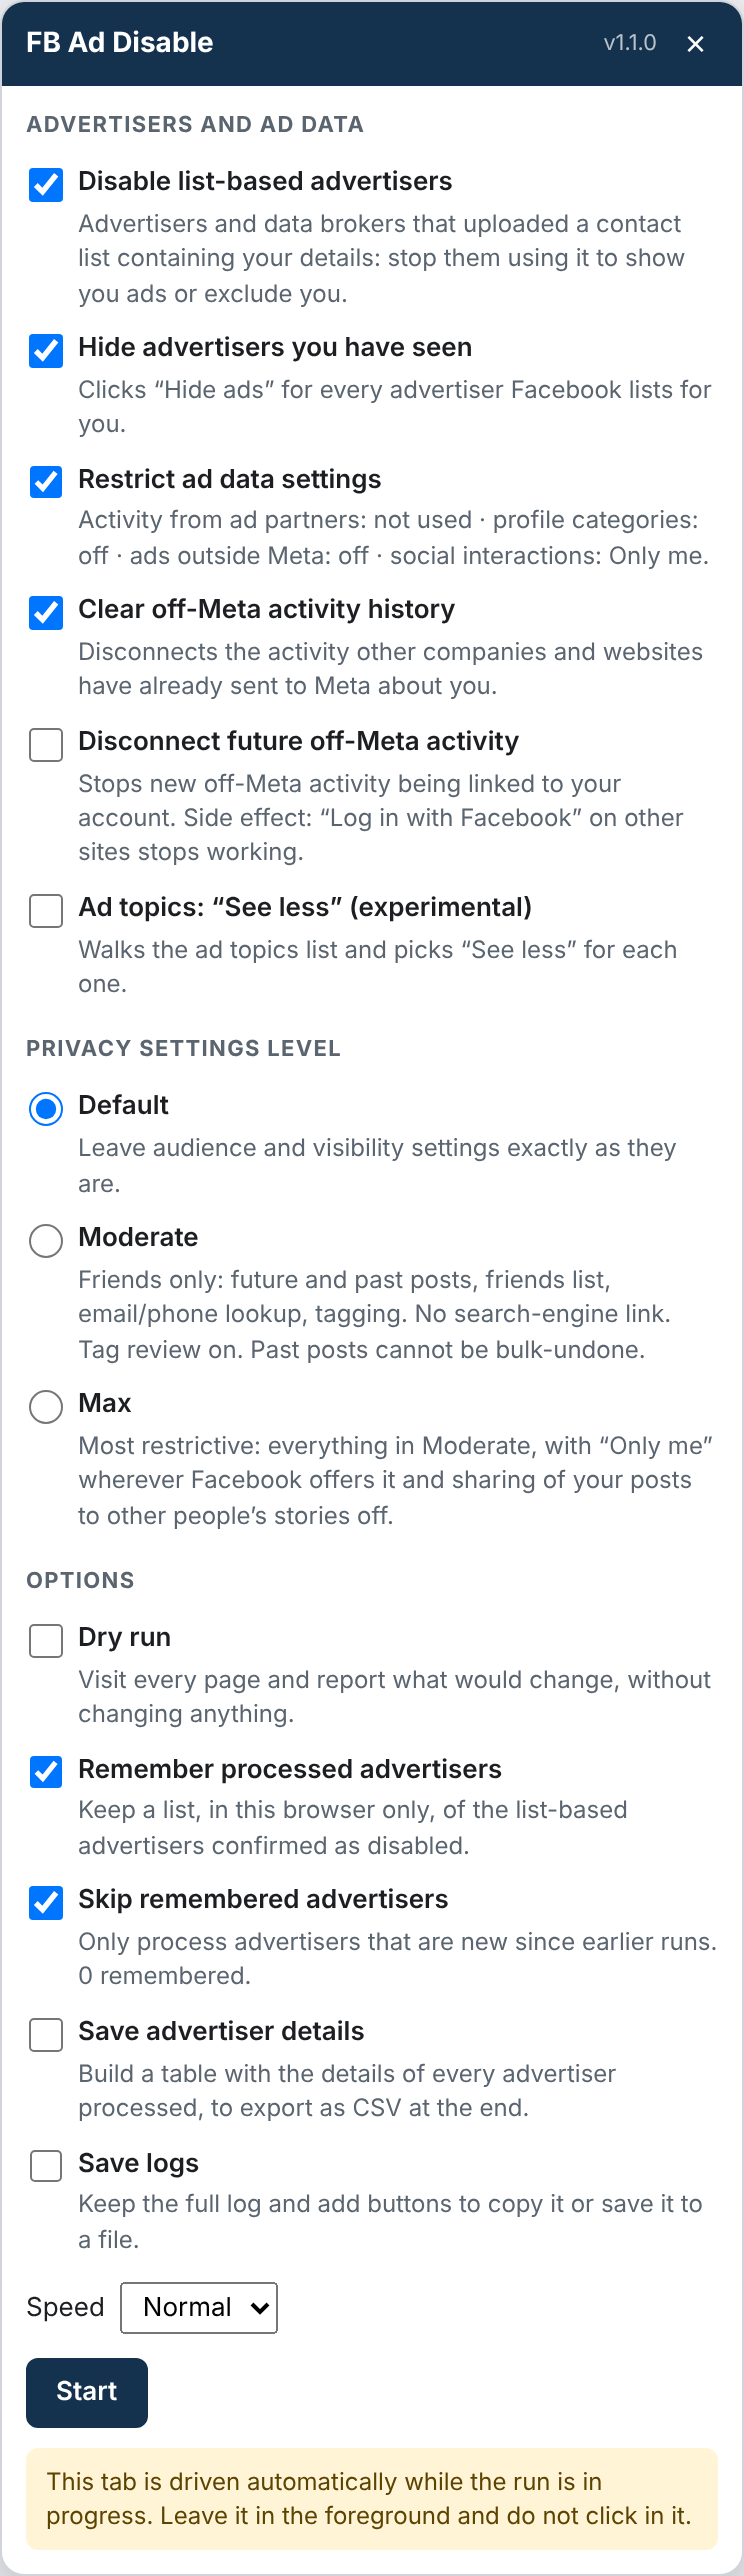 FB Ad Disable
v1.1.0 ×
ADVERTISERS AND AD DATA
Disable list-based advertisers
Advertisers and data brokers that uploaded a contact
list containing your details: stop them using it to show
you ads or exclude you.
Hide advertisers you have seen
Clicks “Hide ads” for every advertiser Facebook lists for
you.
Restrict ad data settings
Activity from ad partners: not used · profile categories:
off · ads outside Meta: off · social interactions: Only me.
Clear off-Meta activity history
Disconnects the activity other companies and websites
have already sent to Meta about you.
Disconnect future off-Meta activity
Stops new off-Meta activity being linked to your
account. Side effect: “Log in with Facebook” on other
sites stops working.
Ad topics: “See less” (experimental)
Walks the ad topics list and picks “See less” for each
one.
PRIVACY SETTINGS LEVEL
Default
Leave audience and visibility settings exactly as they
are.
Moderate
Friends only: future and past posts, friends list,
email/phone lookup, tagging. No search-engine link.
Tag review on. Past posts cannot be bulk-undone.
Max
Most restrictive: everything in Moderate, with “Only me”
wherever Facebook offers it and sharing of your posts
to other people’s stories off.
OPTIONS
Dry run
Visit every page and report what would change, without
changing anything.
Remember processed advertisers
Keep a list, in this browser only, of the list-based
advertisers confirmed as disabled.
Skip remembered advertisers
Only process advertisers that are new since earlier runs.
0 remembered.
Save advertiser details
Build a table with the details of every advertiser
processed, to export as CSV at the end.
Save logs
Keep the full log and add buttons to copy it or save it to
a file.
Speed Normal
Start
This tab is driven automatically while the run is in
progress. Leave it in the foreground and do not click in it.